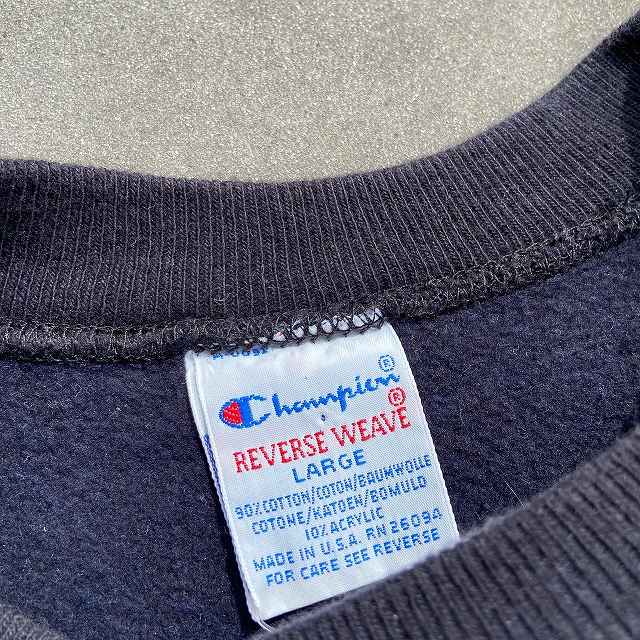 Champion®
REVERSE WEAVE®
LARGE
90%COTTON/COTON/BAUMWOLLE
COTONE/KATOEN/BOMULD
10% ACRYLIC
MADE IN U.S.A. RN 26094
FOR CARE SEE REVERSE